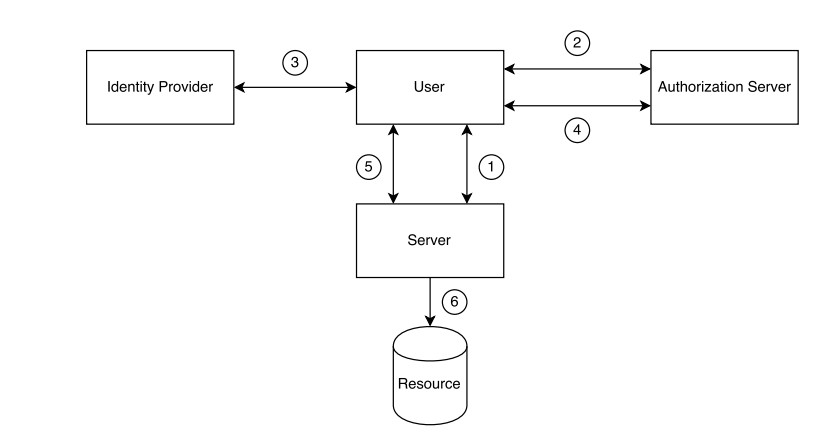 2
3
Identity Provider
User
Authorization Server
4
5
1
Server
6
Resource